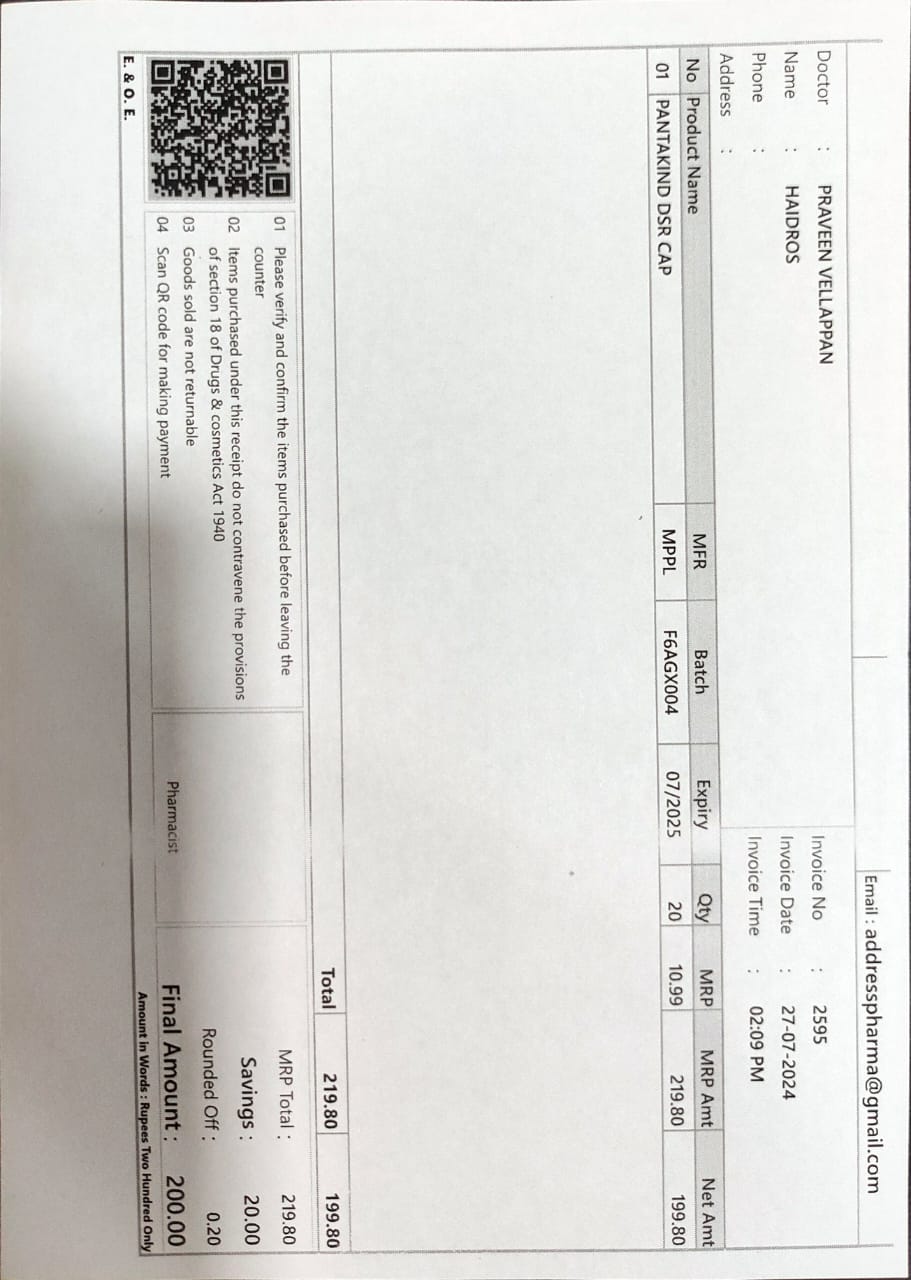 Email : addresspharma@gmail.com
Doctor : PRAVEEN VELLAPPAN
Name : HAIDROS
Phone :
Address :
Invoice No : 2595
Invoice Date : 27-07-2024
Invoice Time : 02:09 PM
No Product Name MFR Batch Expiry Qty MRP MRP Amt Net Amt
01 PANTAKIND DSR CAP MPPL F6AGX004 07/2025 20 10.99 219.80 199.80
Total 219.80 199.80
01 Please verify and confirm the items purchased before leaving the
counter
02 Items purchased under this receipt do not contravene the provisions
of section 18 of Drugs & cosmetics Act 1940
03 Goods sold are not returnable
04 Scan QR code for making payment
E. & O. E.
Pharmacist
MRP Total : 219.80
Savings : 20.00
Rounded Off : 0.20
Final Amount : 200.00
Amount in Words : Rupees Two Hundred Only